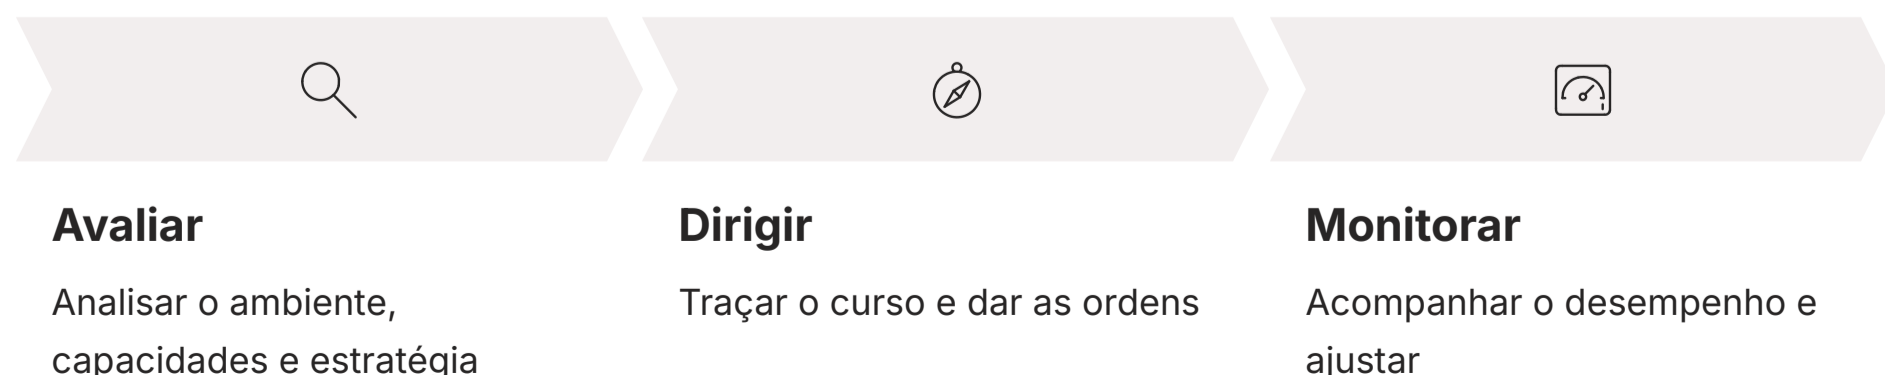 Avaliar
Analisar o ambiente,
capacidades e estratégia
Dirigir
Traçar o curso e dar as ordens
Monitorar
Acompanhar o desempenho e
ajustar